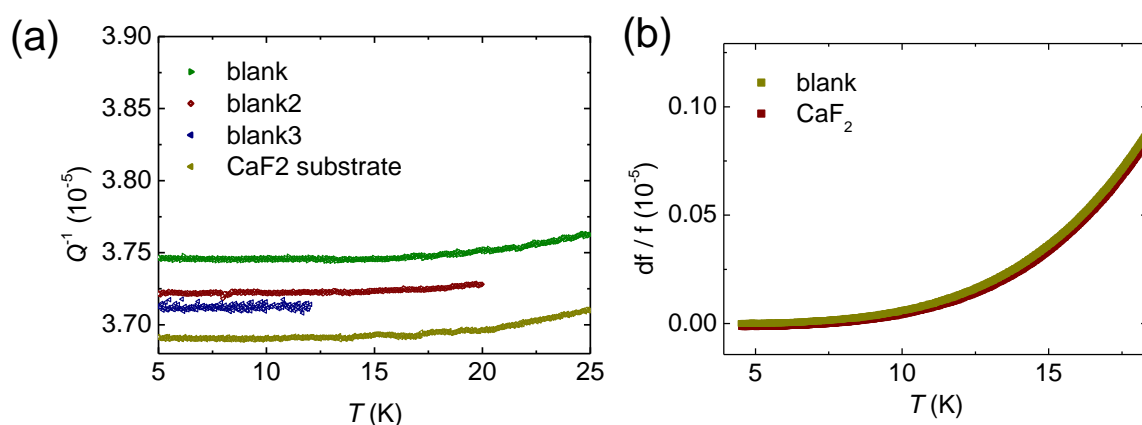 (a)
3.90
3.85
3.80
3.75
3.70
Q⁻¹ (10⁻⁵)
blank
blank2
blank3
CaF2 substrate
5 10 15 20 25
T (K)
(b)
0.10
0.05
0.00
df / f (10⁻⁵)
blank
CaF₂
5 10 15
T (K)